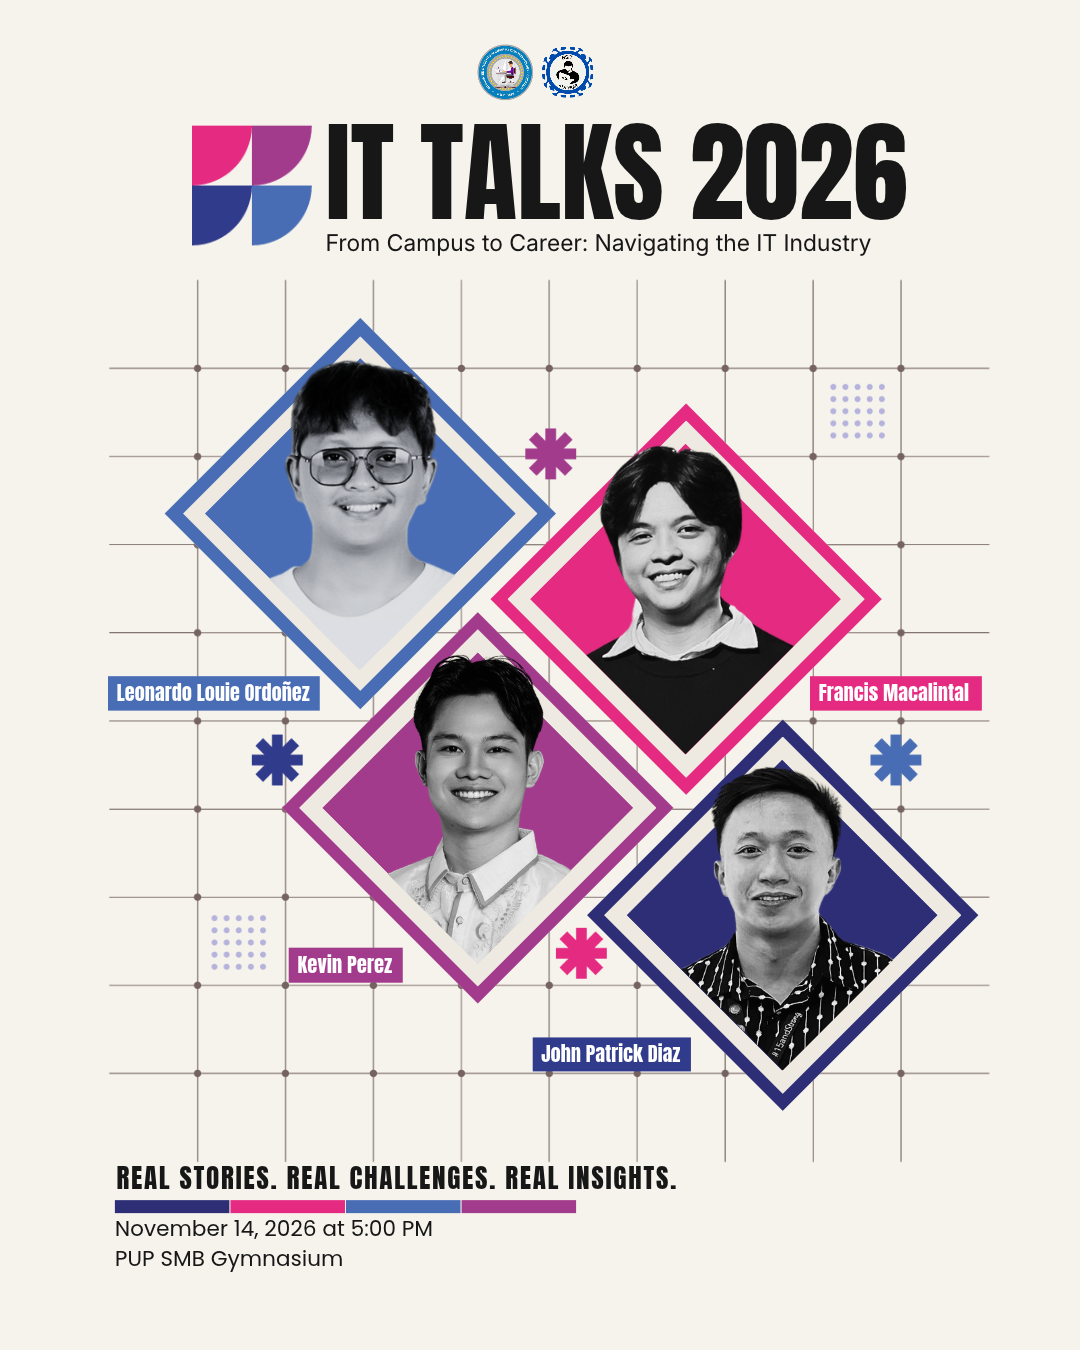 IT TALKS 2026
From Campus to Career: Navigating the IT Industry
Leonardo Louie Ordoñez
Francis Macalintal
Kevin Perez
#15andStrong
John Patrick Diaz
REAL STORIES. REAL CHALLENGES. REAL INSIGHTS.
November 14, 2026 at 5:00 PM
PUP SMB Gymnasium